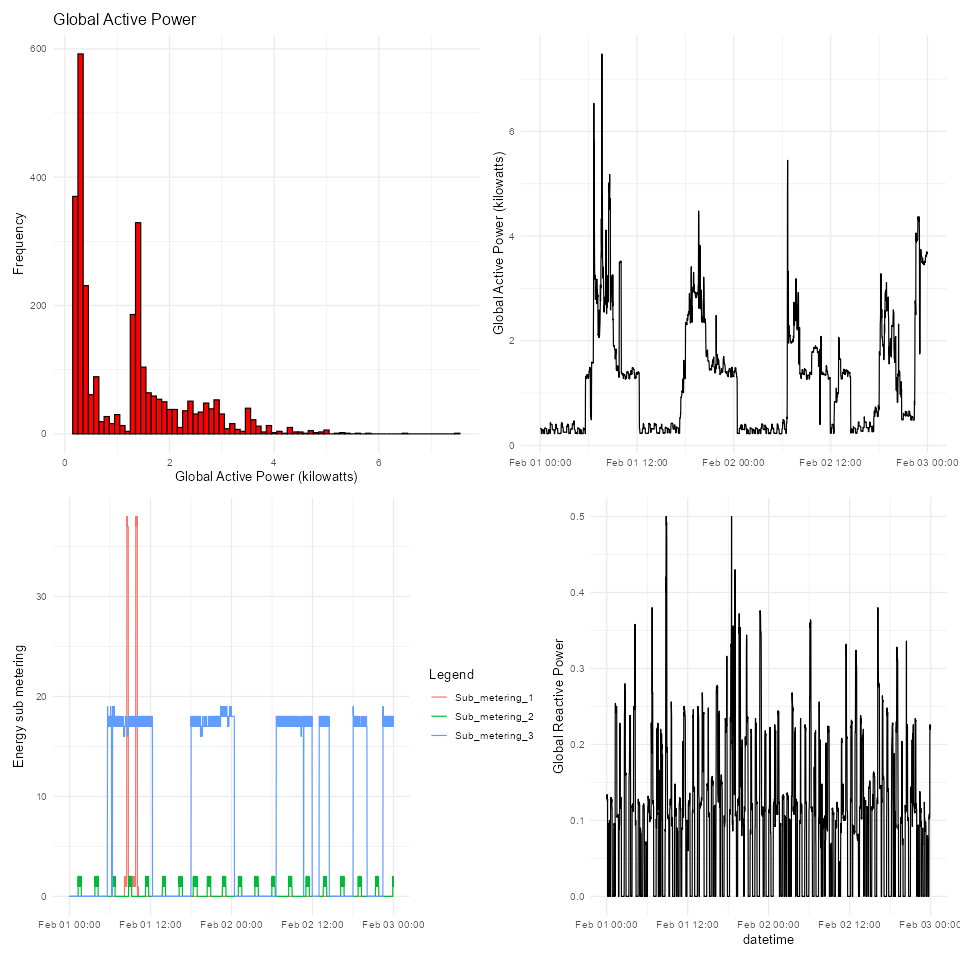 Global Active Power
600
400
200
0
Frequency
0 2 4 6
Global Active Power (kilowatts)
6
4
2
0
Global Active Power (kilowatts)
Feb 01 00:00 Feb 01 12:00 Feb 02 00:00 Feb 02 12:00 Feb 03 00:00
30
20
10
0
Energy sub metering
Feb 01 00:00 Feb 01 12:00 Feb 02 00:00 Feb 02 12:00 Feb 03 00:00
Legend
Sub_metering_1
Sub_metering_2
Sub_metering_3
0.5
0.4
0.3
0.2
0.1
0.0
Global Reactive Power
Feb 01 00:00 Feb 01 12:00 Feb 02 00:00 Feb 02 12:00 Feb 03 00:00
datetime